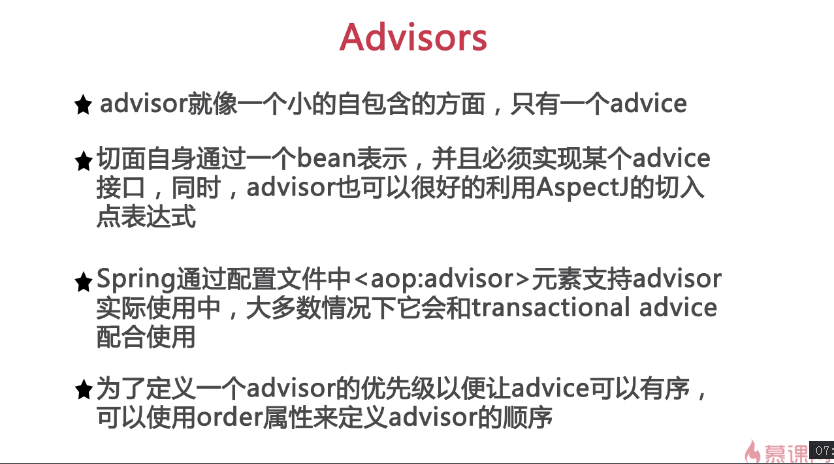 Advisors
★ advisor就像一个小的自包含的方面，只有一个advice
★ 切面自身通过一个bean表示，并且必须实现某个advice
接口，同时，advisor也可以很好的利用AspectJ的切入
点表达式
★ Spring通过配置文件中<aop:advisor>元素支持advisor
实际使用中，大多数情况下它会和transactional advice
配合使用
★ 为了定义一个advisor的优先级以便让advice可以有序，
可以使用order属性来定义advisor的顺序
慕课